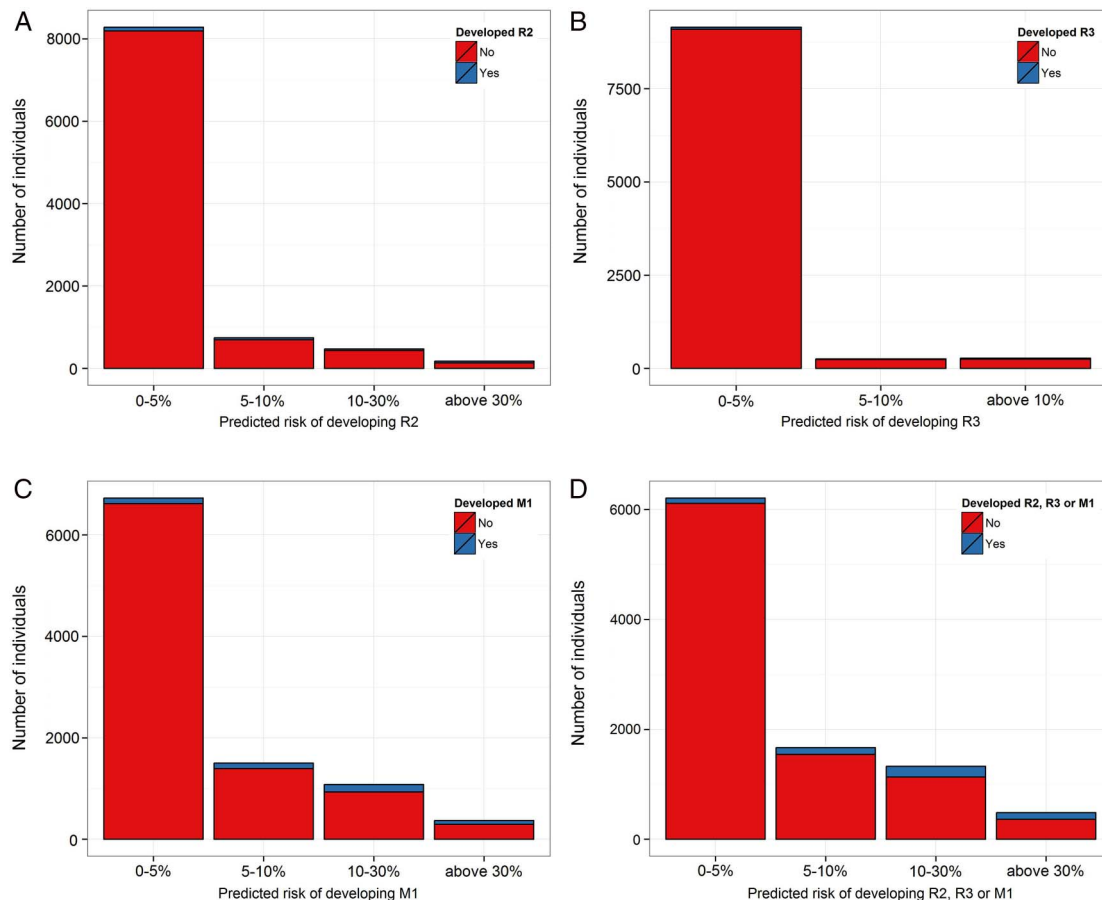 A
Number of individuals
8000
6000
4000
2000
0
Developed R2
No
Yes
0-5% 5-10% 10-30% above 30%
Predicted risk of developing R2
B
Number of individuals
7500
5000
2500
0
Developed R3
No
Yes
0-5% 5-10% above 10%
Predicted risk of developing R3
C
Number of individuals
6000
4000
2000
0
Developed M1
No
Yes
0-5% 5-10% 10-30% above 30%
Predicted risk of developing M1
D
Number of individuals
6000
4000
2000
0
Developed R2, R3 or M1
No
Yes
0-5% 5-10% 10-30% above 30%
Predicted risk of developing R2, R3 or M1